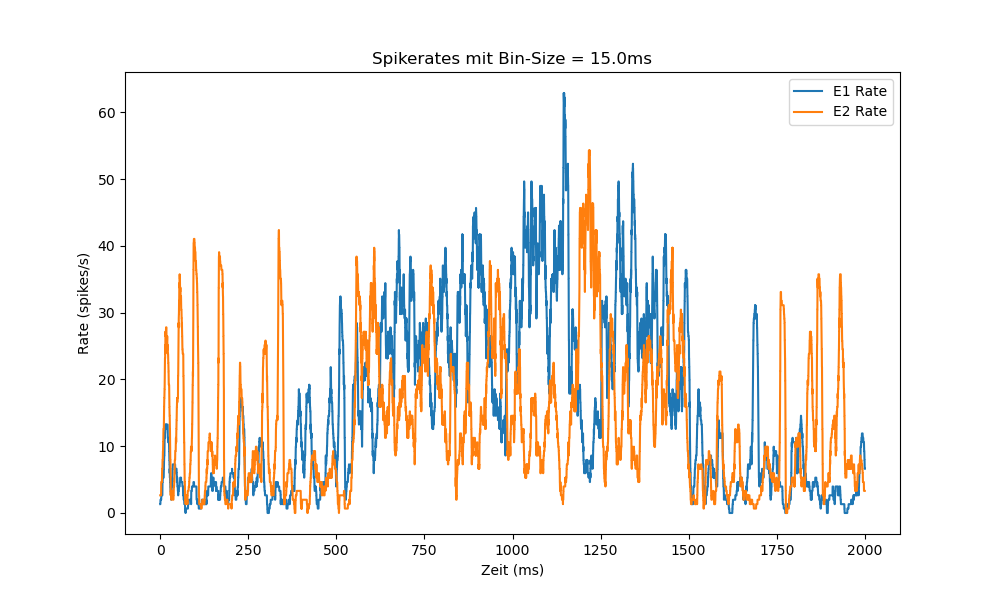 Spikerates mit Bin-Size = 15.0ms
E1 Rate
E2 Rate
Rate (spikes/s)
60
50
40
30
20
10
0
0 250 500 750 1000 1250 1500 1750 2000
Zeit (ms)